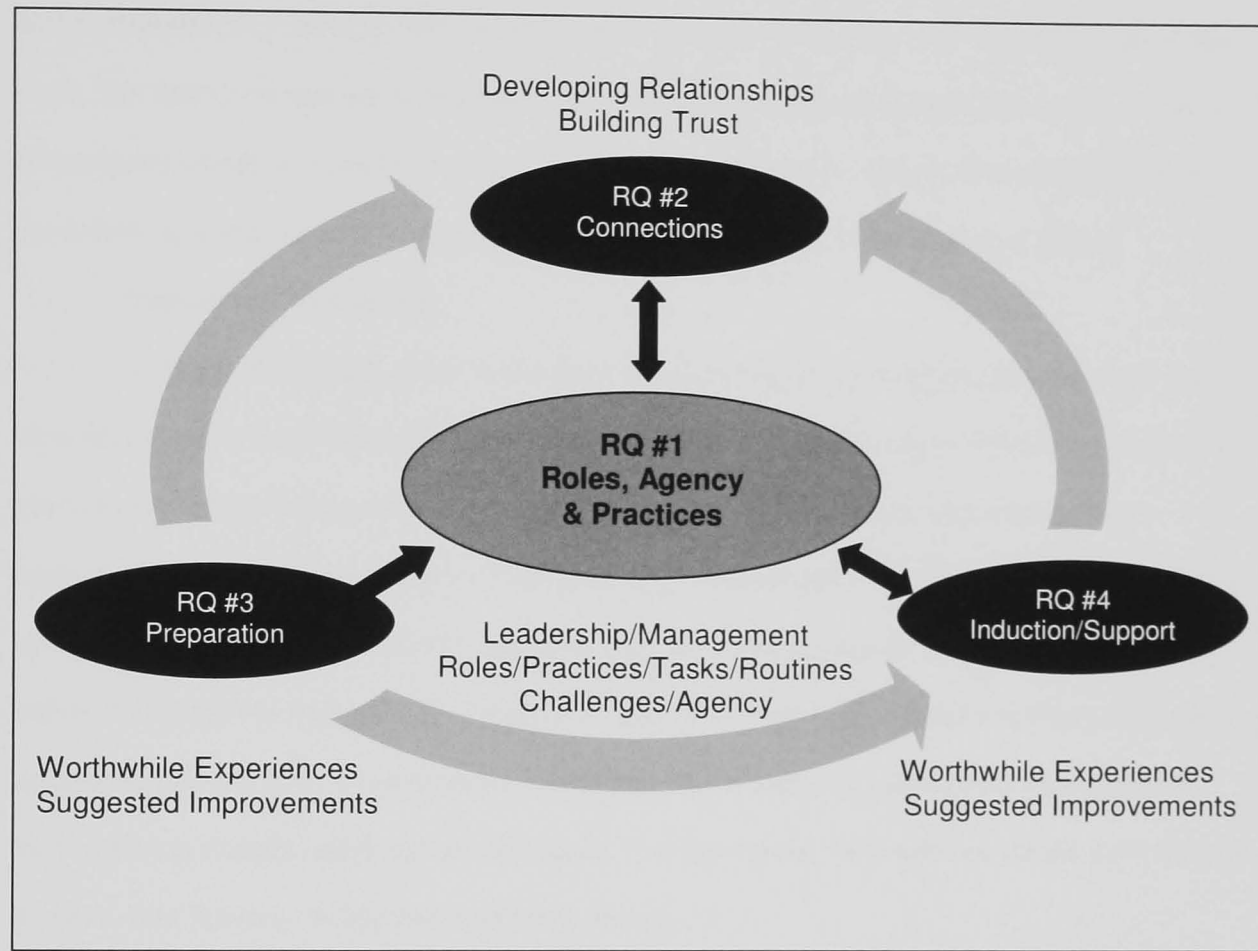 Developing Relationships
Building Trust
RQ #2
Connections
RQ #1
Roles, Agency
& Practices
RQ #3
Preparation
RQ #4
Induction/Support
Leadership/Management
Roles/Practices/Tasks/Routines
Challenges/Agency
Worthwhile Experiences
Suggested Improvements
Worthwhile Experiences
Suggested Improvements